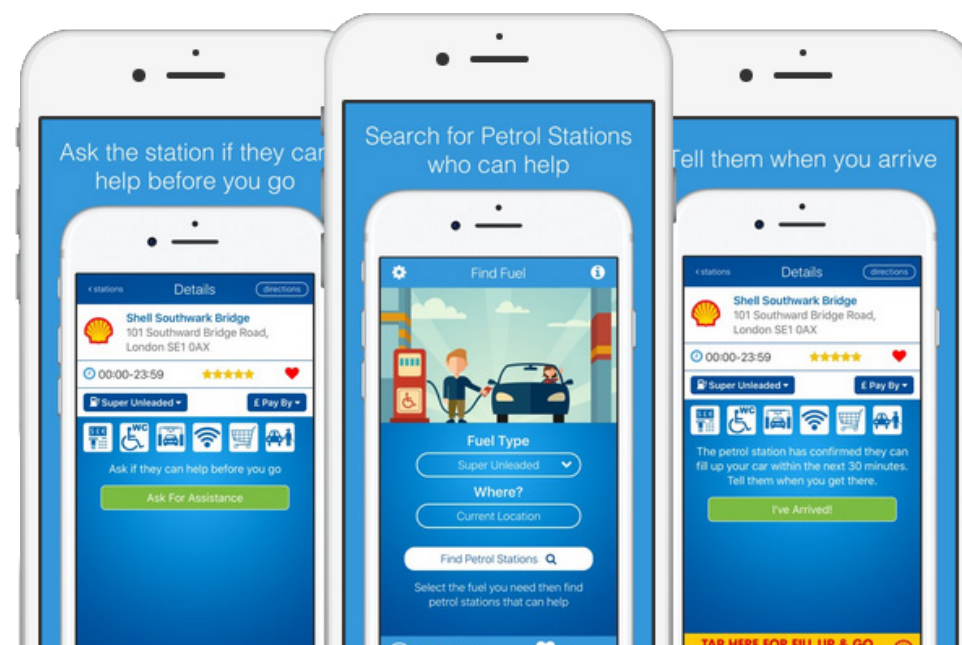 Ask the station if they can
help before you go
< stations
Details
directions
Shell Southwark Bridge
101 Southward Bridge Road,
London SE1 0AX
00:00-23:59
Super Unleaded
£ Pay By
WC
Ask if they can help before you go
Ask For Assistance
Search for Petrol Stations
who can help
Find Fuel
Fuel Type
Super Unleaded
Where?
Current Location
Find Petrol Stations
Select the fuel you need then find
petrol stations that can help
Tell them when you arrive
< stations
Details
directions
Shell Southwark Bridge
101 Southward Bridge Road,
London SE1 0AX
00:00-23:59
Super Unleaded
£ Pay By
WC
The petrol station has confirmed they can
fill up your car within the next 30 minutes.
Tell them when you get there.
I've Arrived!
TAP HERE FOR FILL UP & GO